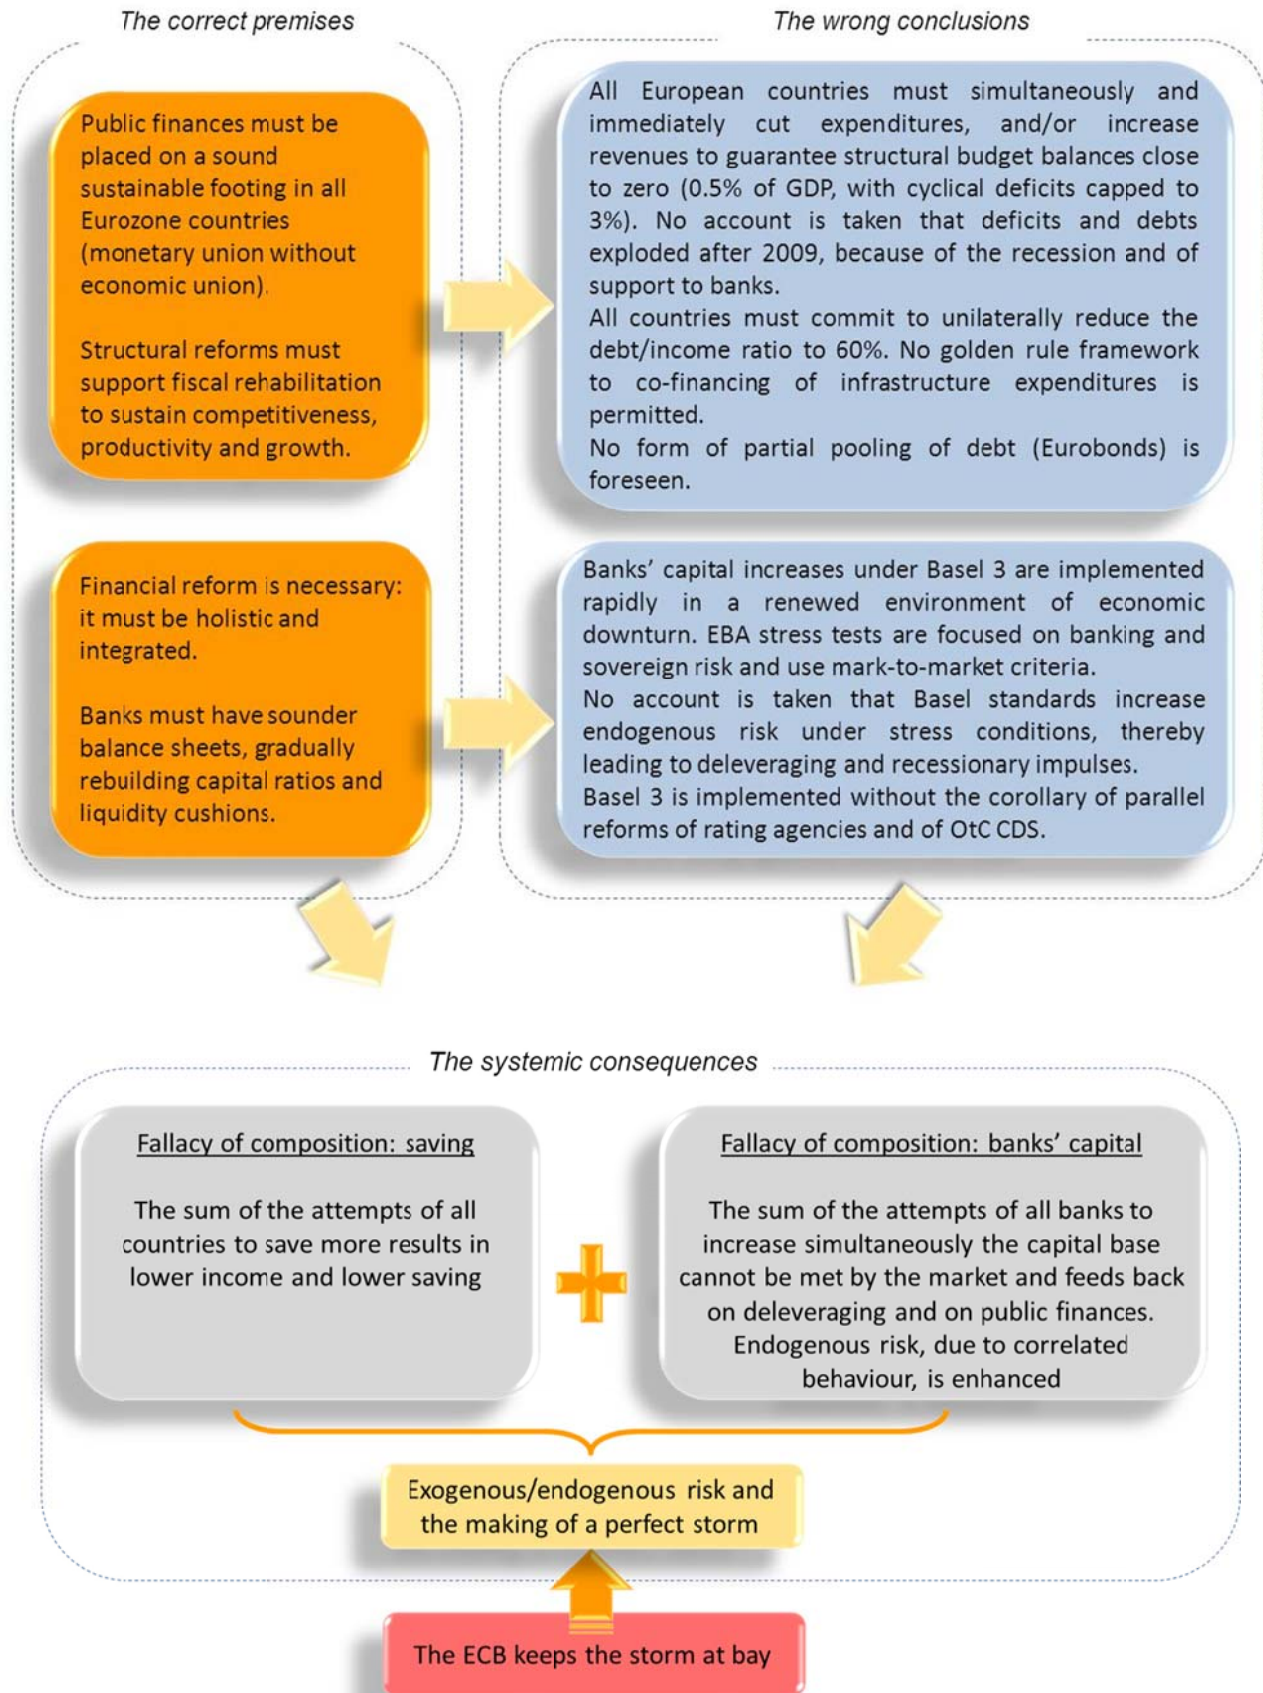 The correct premises
Public finances must be
placed on a sound
sustainable footing in all
Eurozone countries
(monetary union without
economic union).
Structural reforms must
support fiscal rehabilitation
to sustain competitiveness,
productivity and growth.
Financial reform is necessary:
it must be holistic and
integrated.
Banks must have sounder
balance sheets, gradually
rebuilding capital ratios and
liquidity cushions.
The wrong conclusions
All European countries must simultaneously and
immediately cut expenditures, and/or increase
revenues to guarantee structural budget balances close
to zero (0.5% of GDP, with cyclical deficits capped to
3%). No account is taken that deficits and debts
exploded after 2009, because of the recession and of
support to banks.
All countries must commit to unilaterally reduce the
debt/income ratio to 60%. No golden rule framework
to co-financing of infrastructure expenditures is
permitted.
No form of partial pooling of debt (Eurobonds) is
foreseen.
Banks’ capital increases under Basel 3 are implemented
rapidly in a renewed environment of economic
downturn. EBA stress tests are focused on banking and
sovereign risk and use mark-to-market criteria.
No account is taken that Basel standards increase
endogenous risk under stress conditions, thereby
leading to deleveraging and recessionary impulses.
Basel 3 is implemented without the corollary of parallel
reforms of rating agencies and of OtC CDS.
The systemic consequences
Fallacy of composition: saving
The sum of the attempts of all
countries to save more results in
lower income and lower saving
Fallacy of composition: banks’ capital
The sum of the attempts of all banks to
increase simultaneously the capital base
cannot be met by the market and feeds back
on deleveraging and on public finances.
Endogenous risk, due to correlated
behaviour, is enhanced
Exogenous/endogenous risk and
the making of a perfect storm
The ECB keeps the storm at bay